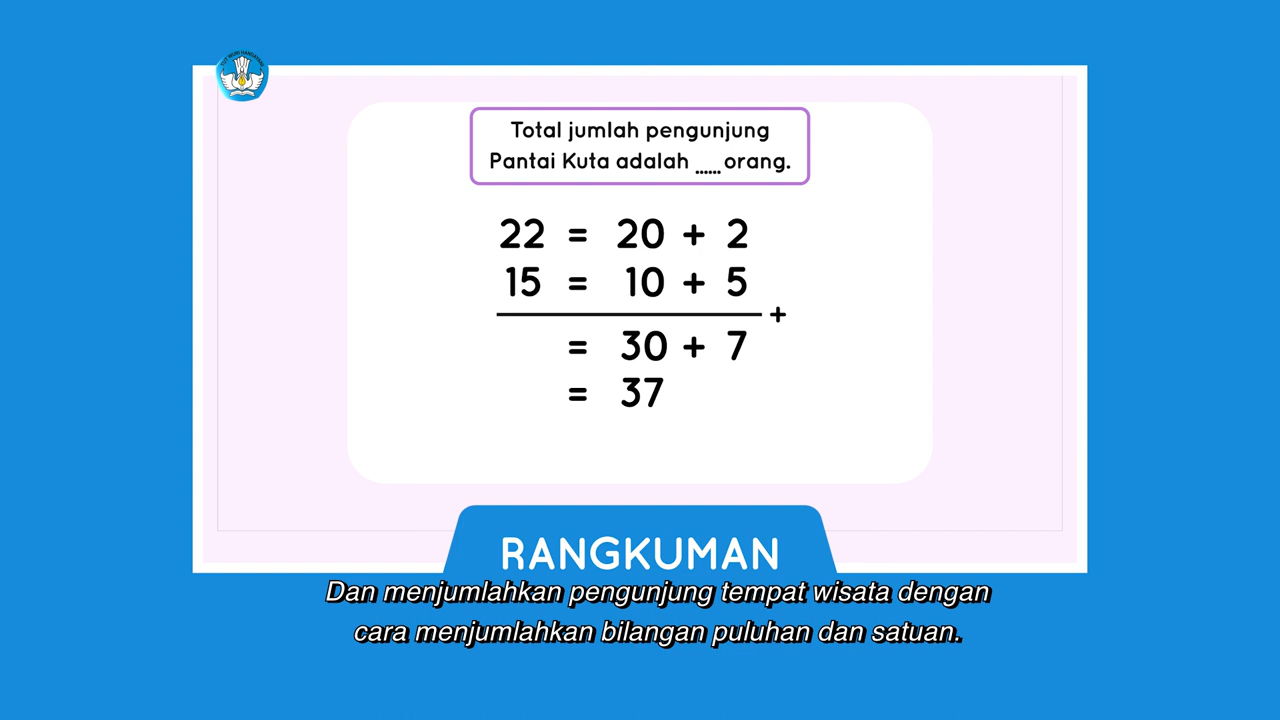 Total jumlah pengunjung
Pantai Kuta adalah ...... orang.
22 = 20 + 2
15 = 10 + 5
+
= 30 + 7
= 37
RANGKUMAN
Dan menjumlahkan pengunjung tempat wisata dengan
cara menjumlahkan bilangan puluhan dan satuan.